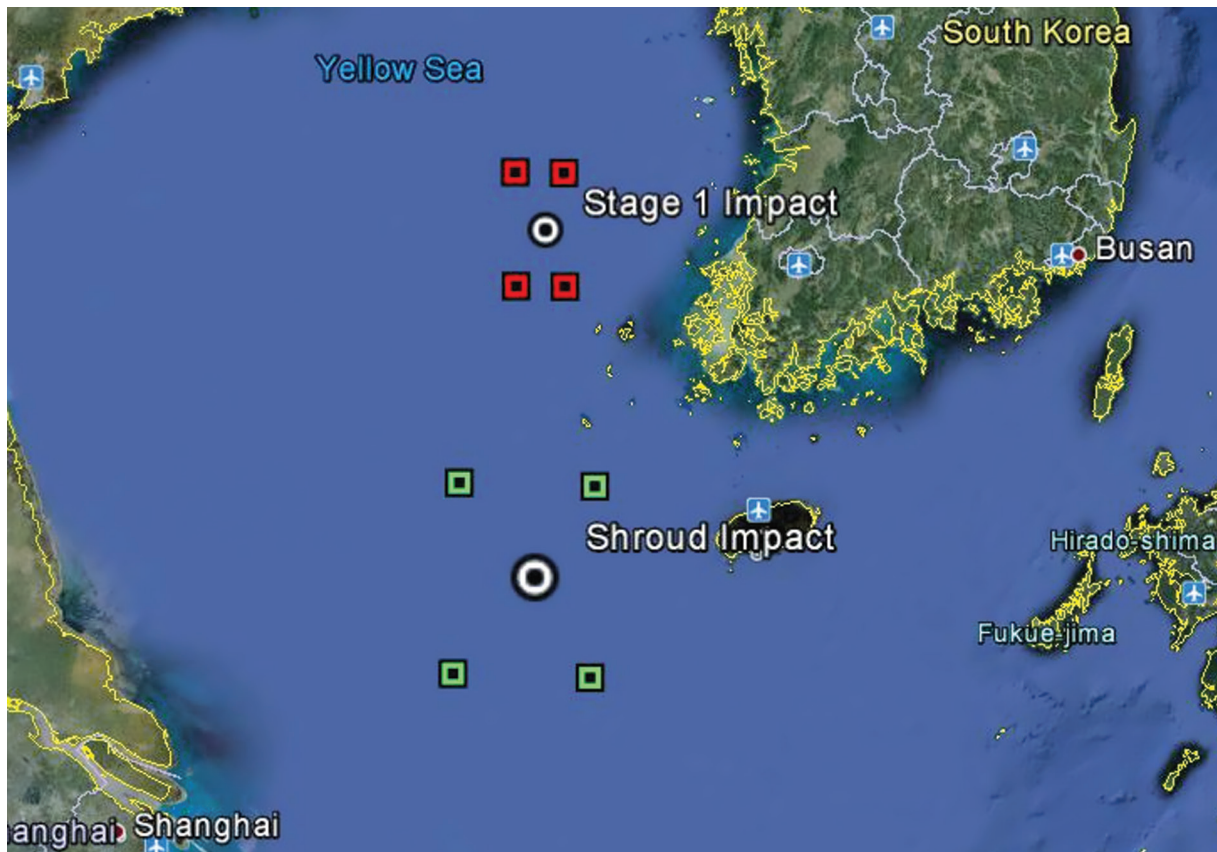 South Korea
Yellow Sea
Stage 1 Impact
Busan
Shroud Impact
Hirado-shima
Fukue-jima
anghai
Shanghai